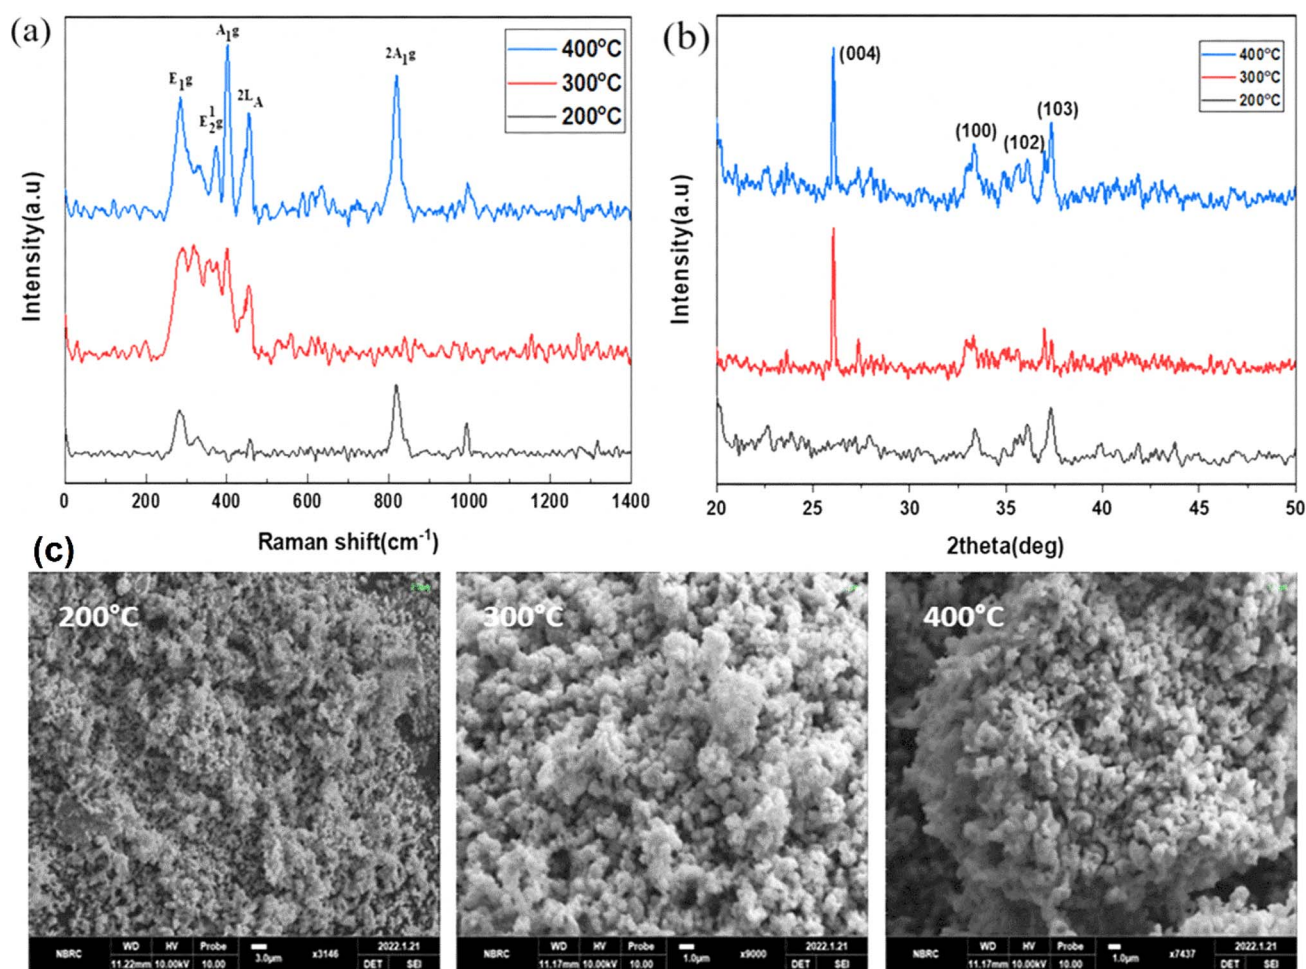 (a)
A1g
2A1g
E1g
2LA
E12g
400°C
300°C
200°C
Intensity(a.u)
0 200 400 600 800 1000 1200 1400
Raman shift(cm-1)
(b)
(004)
(100)
(102)
(103)
400°C
300°C
200°C
Intensity(a.u)
20 25 30 35 40 45 50
2theta(deg)
(c)
200°C
NBRC
WD HV Probe
11.22mm 10.00kV 10.00
3.0µm
x3146
2022.1.21
DET SEI
300°C
NBRC
WD HV Probe
11.17mm 10.00kV 10.00
1.0µm
x9000
2022.1.21
DET SEI
400°C
NBRC
WD HV Probe
11.17mm 10.00kV 10.00
1.0µm
x7437
2022.1.21
DET SEI